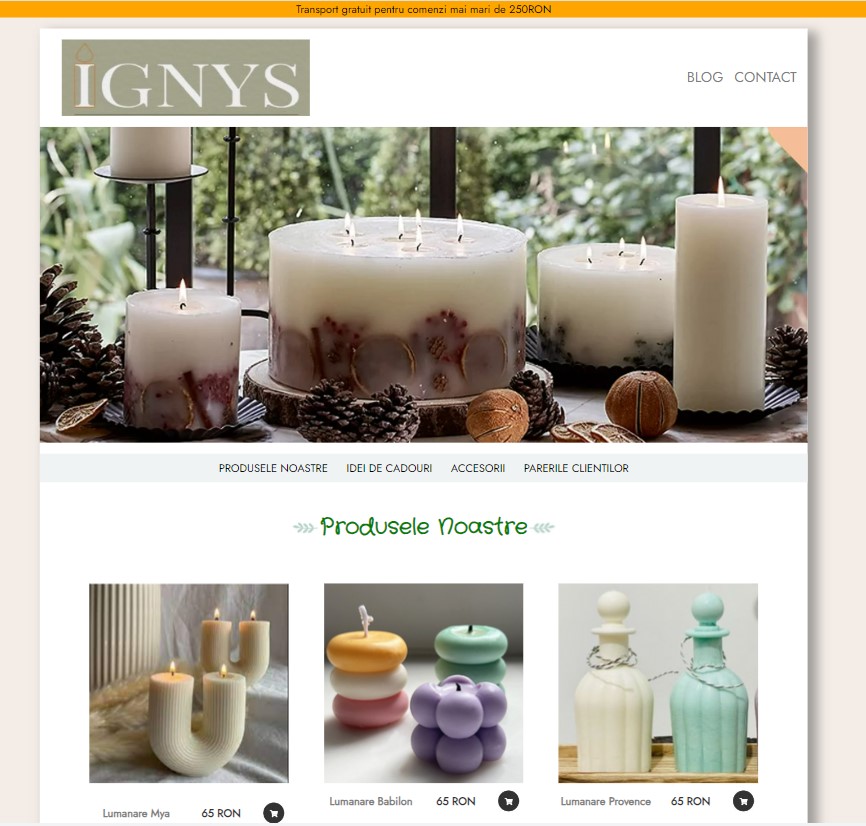 Transport gratuit pentru comenzi mai mari de 250RON
IGNYS
BLOG CONTACT
PRODUSELE NOASTRE IDEI DE CADOURI ACCESORII PARERILE CLIENTILOR
Produsele Noastre
Lumanare Mya 65 RON
Lumanare Babilon 65 RON
Lumanare Provence 65 RON